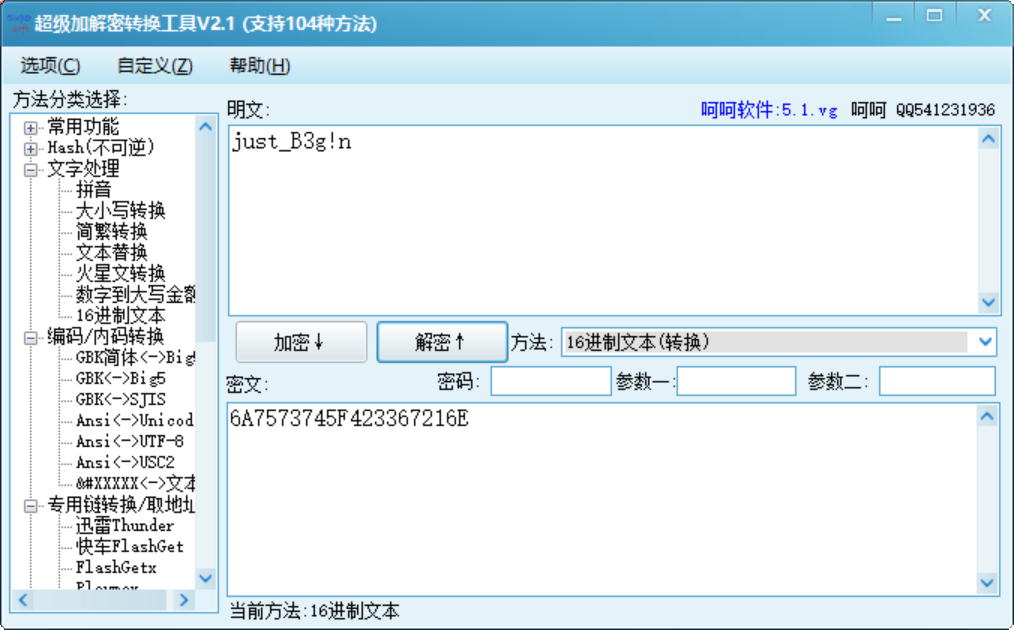 超级加解密转换工具V2.1 (支持104种方法)
选项(C) 自定义(Z) 帮助(H)
方法分类选择:
常用功能
Hash(不可逆)
文字处理
拼音
大小写转换
简繁转换
文本替换
火星文转换
数字到大写金额
16进制文本
编码/内码转换
GBK简体<->Big5
GBK<->Big5
GBK<->SJIS
Ansi<->Unicod
Ansi<->UTF-8
Ansi<->USC2
&#XXXXX<->文本
专用链转换/取地址
迅雷Thunder
快车FlashGet
FlashGetx
明文: 呵呵软件:5.1.vg 呵呵 QQ541231936
just_B3g!n
加密↓ 解密↑ 方法: 16进制文本(转换)
密文: 密码: 参数一: 参数二:
6A7573745F423367216E
当前方法:16进制文本